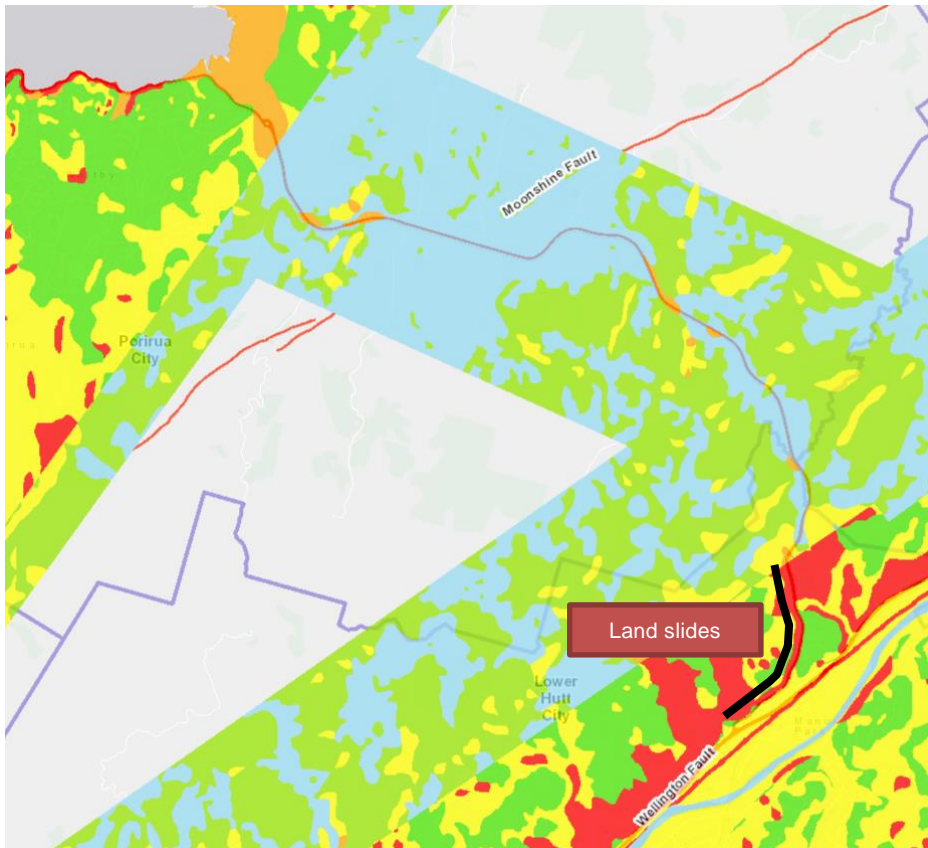 Moonshine Fault
Porirua
City
Land slides
Lower
Hutt
City
Wellington Fault